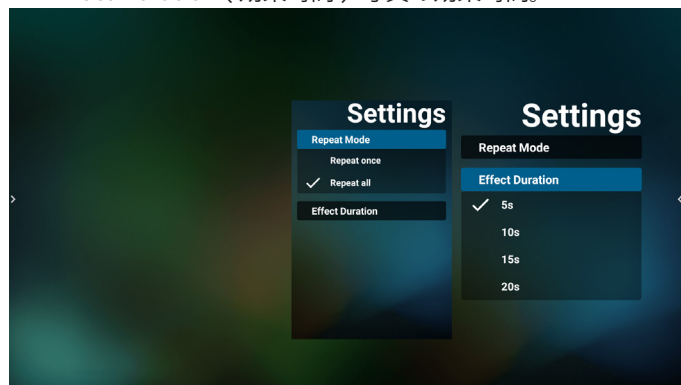 Settings
Repeat Mode
Repeat once
Repeat all
Effect Duration
Settings
Repeat Mode
Effect Duration
5s
10s
15s
20s